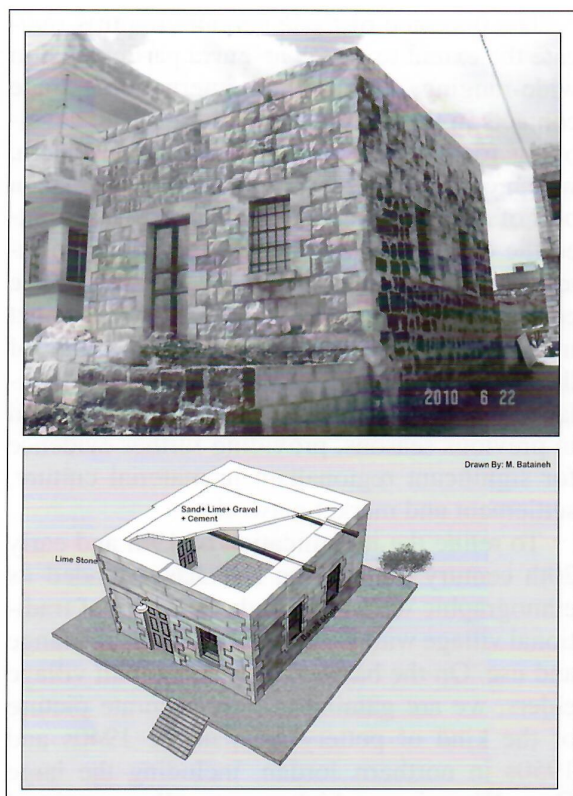 2010 6 22
Drawn By: M. Bataineh
Sand+ Lime+ Gravel
+ Cement
Lime Stone